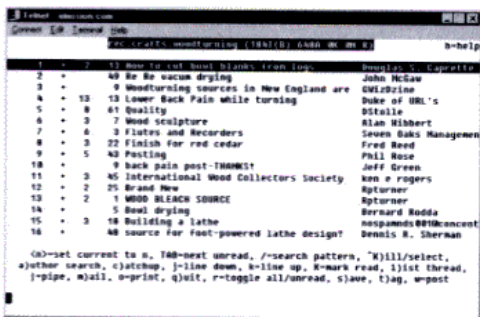 Telnet - elecsson.com
Connect Edit Terminal Help
rec.crafts.woodturning h=help
1 + 7 13 How to cut bowl blanks from logs Douglas S. Caprette
2 + 49 Re Re vacum drying John McGaw
3 + 9 Woodturning sources in New England are GWizDzine
4 + 13 13 Lower Back Pain while turning Duke of URL's
5 + 8 61 Quality DStolle
6 + 3 7 Wood sculpture Alan Hibbert
7 + 6 3 Flutes and Recorders Seven Oaks Managemen
8 + 3 22 Finish for red cedar Fred Reed
9 + 5 43 Posting Phil Rose
10 + 9 back pain post-THANKS! Jeff Green
11 + 3 45 International Wood Collectors Society ken e rogers
12 + 2 25 Brand New Rpturner
13 + 2 1 WOOD BLEACH SOURCE Rpturner
14 + 5 Bowl drying Bernard Rodda
15 + 3 18 Building a lathe
16 + 48 source for foot-powered lathe design? Dennis R. Sherman
<n>=set current to n, TAB=next unread, /=search pattern, ^K)ill/select,
a)uthor search, c)atchup, j=line down, k=line up, K=mark read, l)ist thread,
|=pipe, m)ail, o=print, q)uit, r=toggle all/unread, s)ave, t)ag, w=post